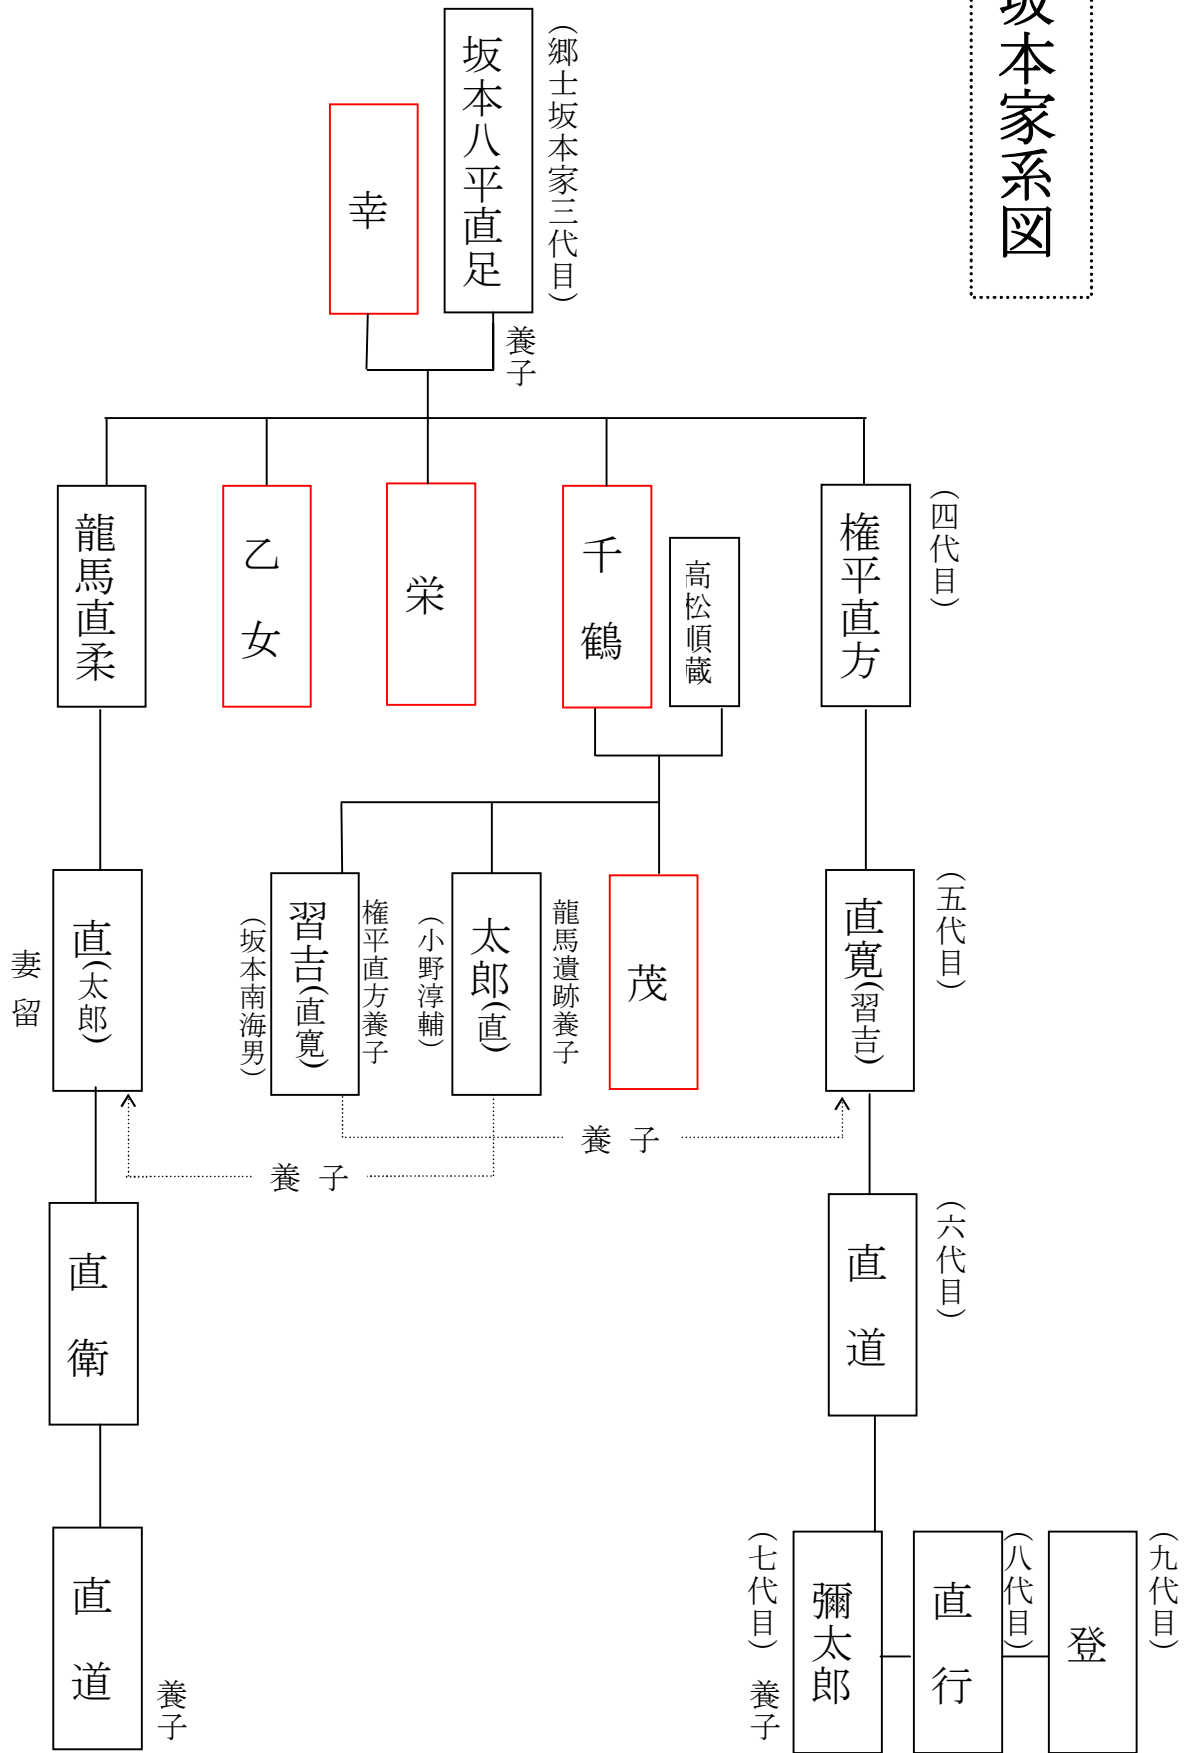 坂本家系図
(郷士坂本家三代目)
坂本八平直足
養子
幸
(四代目)
権平直方
高松順蔵
千鶴
栄
乙女
龍馬直柔
(五代目)
直寛(習吉)
茂
龍馬遺跡養子
太郎(直)
(小野淳輔)
権平直方養子
習吉(直寛)
(坂本南海男)
直(太郎)
妻留
養子
養子
(六代目)
直道
直衛
(九代目)
登
(八代目)
直行
彌太郎
(七代目) 養子
養子
直道